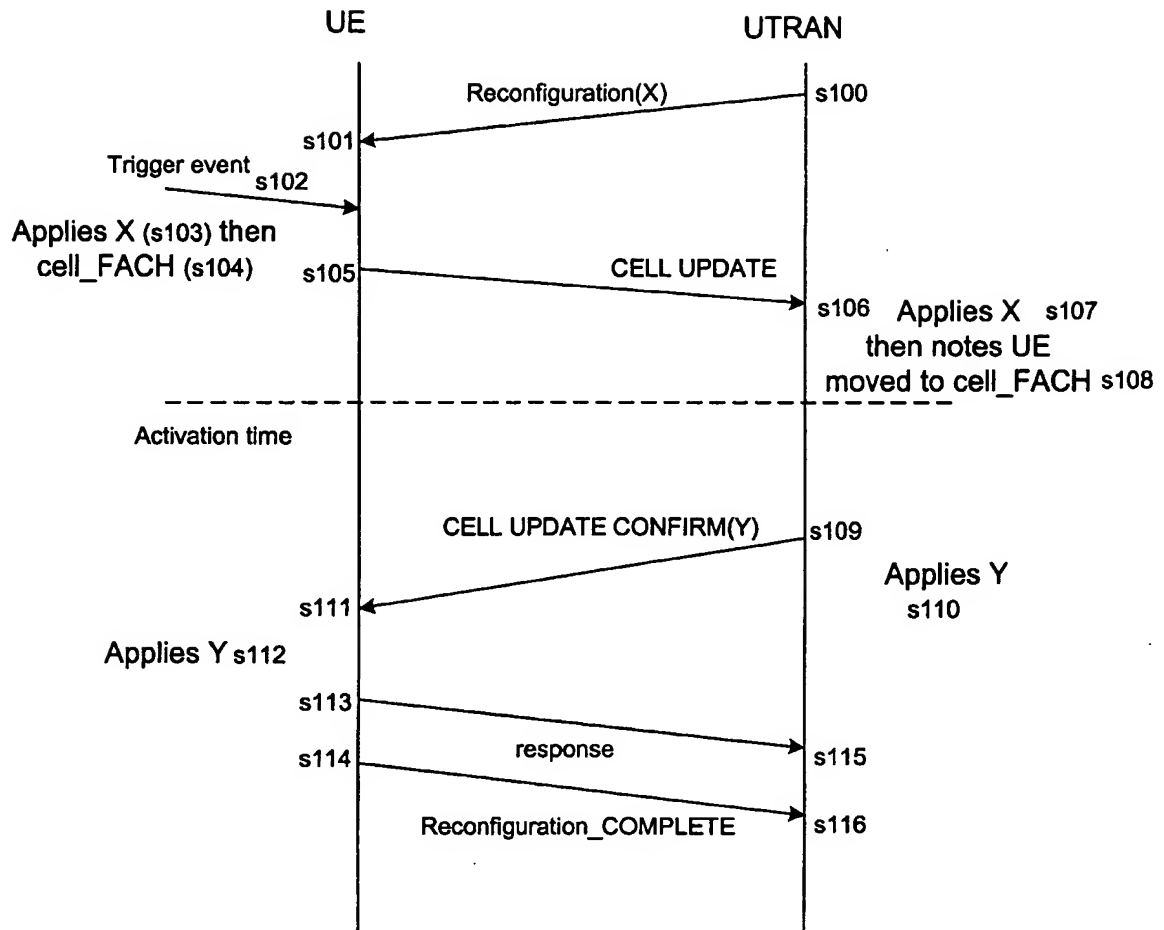 UE
UTRAN
Reconfiguration(X)
s100
s101
Trigger event
s102
Applies X (s103) then
cell_FACH (s104)
s105
CELL UPDATE
s106
Applies X s107
then notes UE
moved to cell_FACH s108
Activation time
CELL UPDATE CONFIRM(Y)
s109
Applies Y
s110
s111
Applies Y s112
s113
response
s115
s114
Reconfiguration_COMPLETE
s116